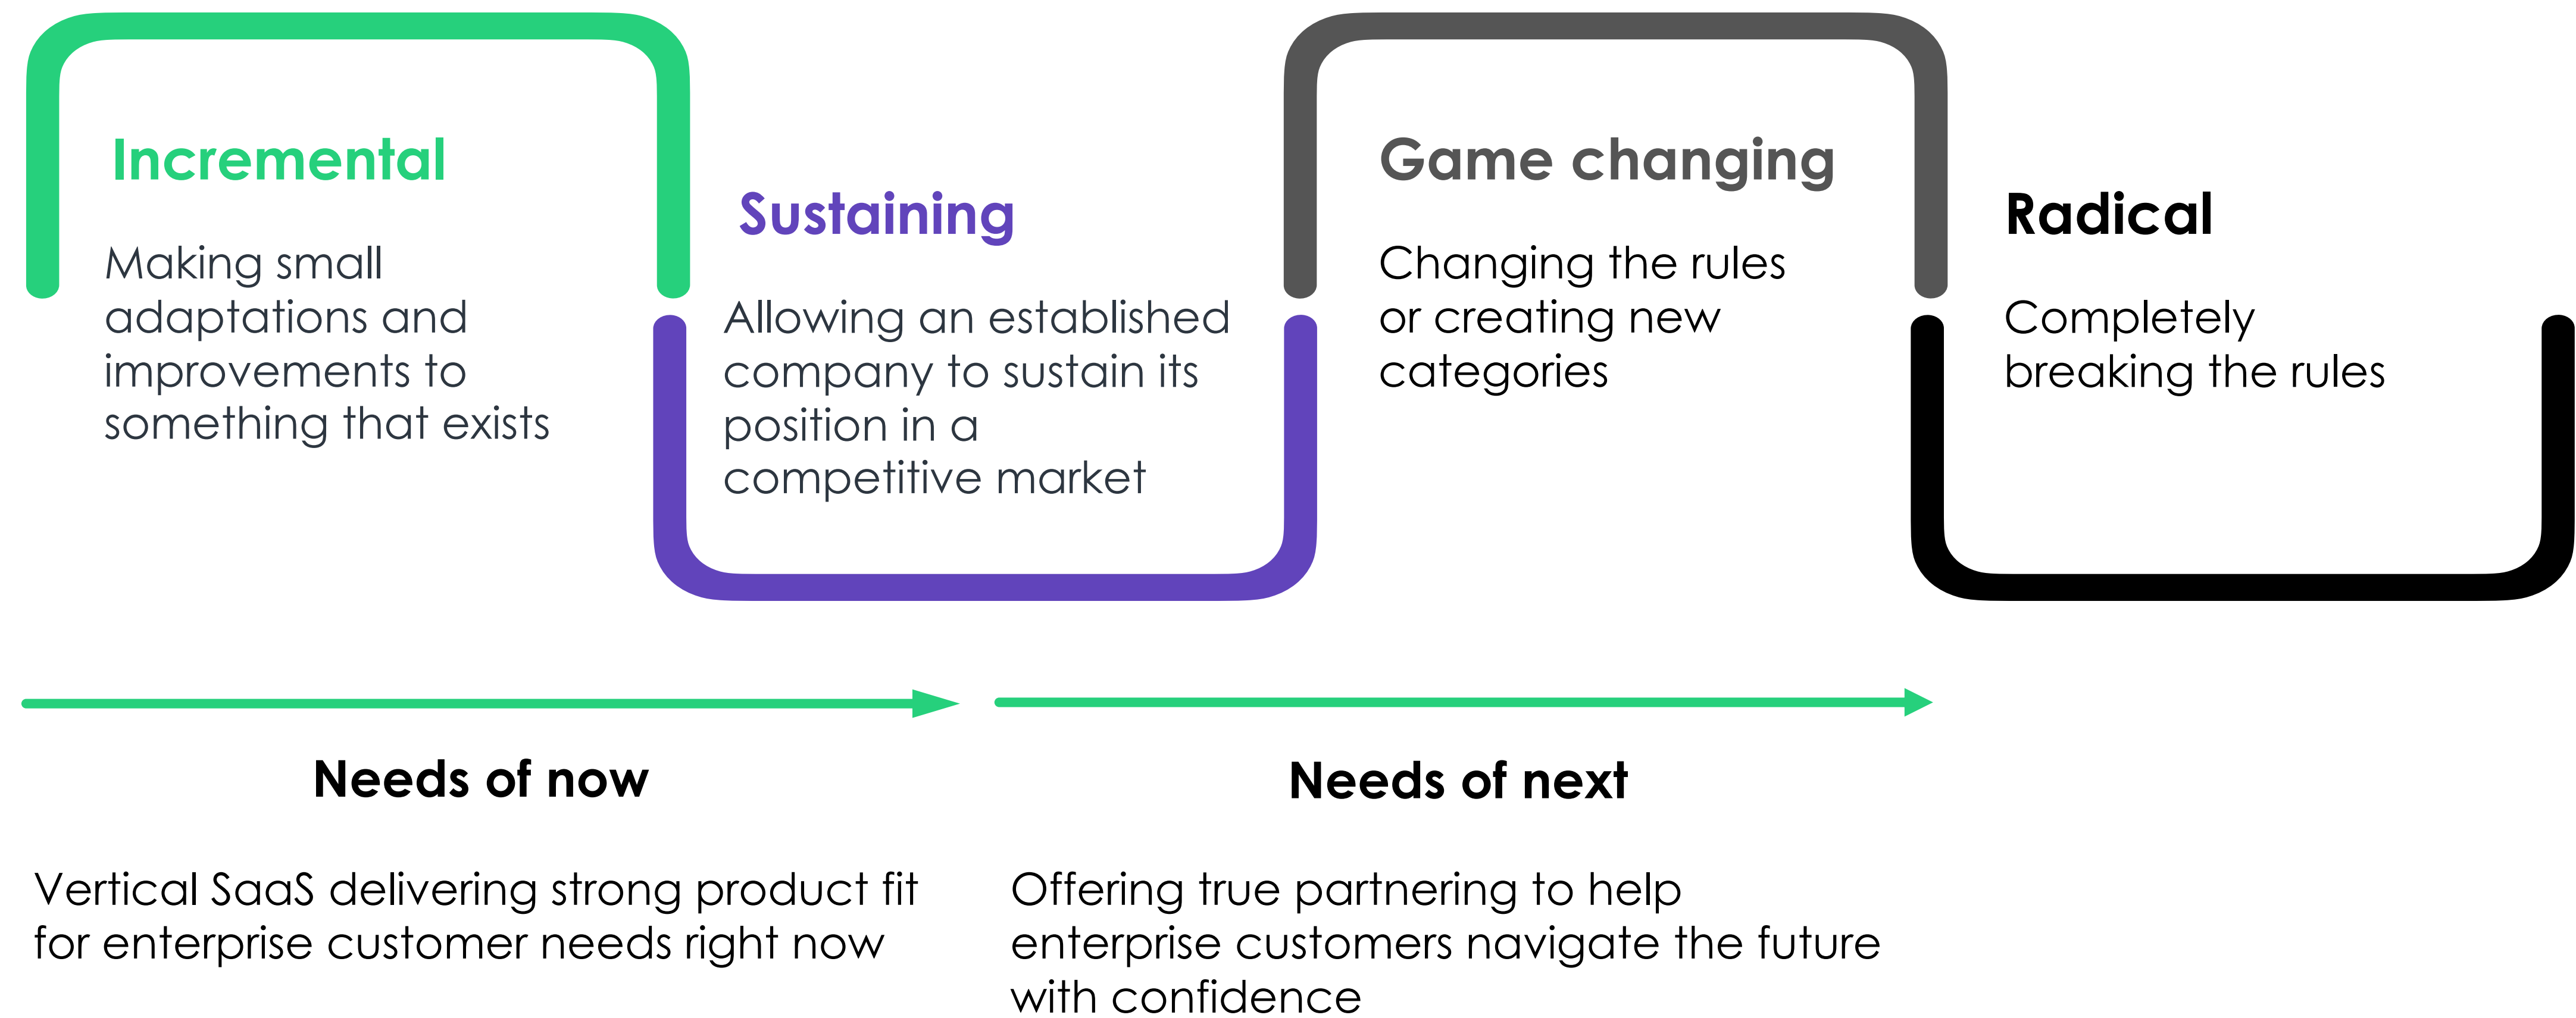 Incremental
Making small
adaptations and
improvements to
something that exists
Sustaining
Allowing an established
company to sustain its
position in a
competitive market
Game changing
Changing the rules
or creating new
categories
Radical
Completely
breaking the rules
Needs of now
Vertical SaaS delivering strong product fit
for enterprise customer needs right now
Needs of next
Offering true partnering to help
enterprise customers navigate the future
with confidence